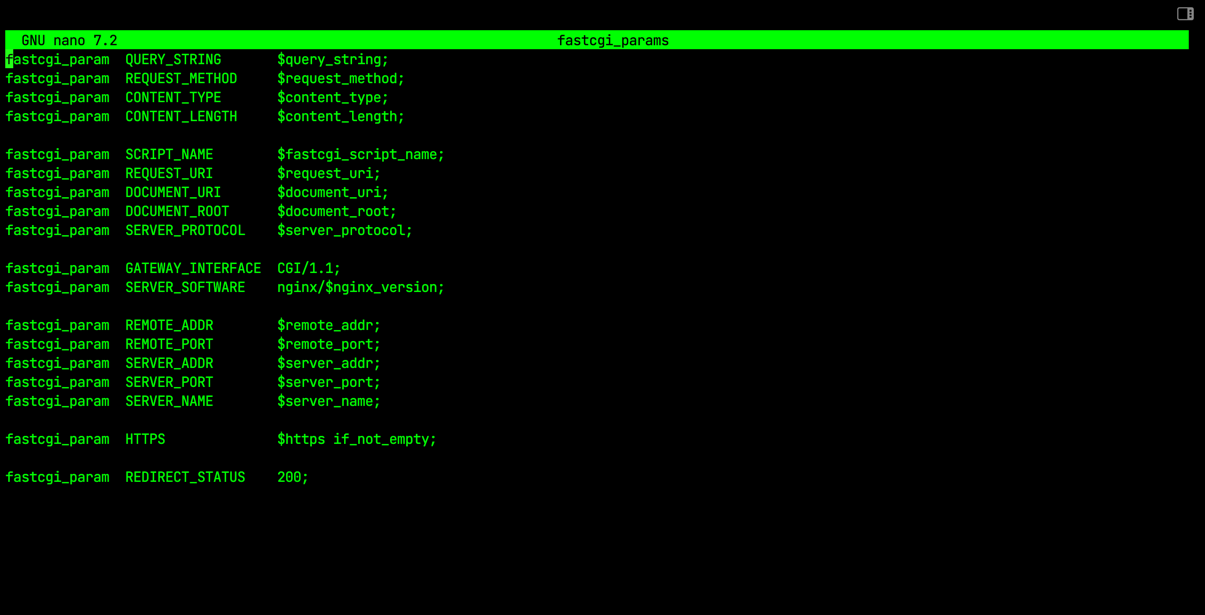 GNU nano 7.2 fastcgi_params
fastcgi_param  QUERY_STRING       $query_string;
fastcgi_param  REQUEST_METHOD     $request_method;
fastcgi_param  CONTENT_TYPE       $content_type;
fastcgi_param  CONTENT_LENGTH     $content_length;

fastcgi_param  SCRIPT_NAME        $fastcgi_script_name;
fastcgi_param  REQUEST_URI        $request_uri;
fastcgi_param  DOCUMENT_URI       $document_uri;
fastcgi_param  DOCUMENT_ROOT      $document_root;
fastcgi_param  SERVER_PROTOCOL    $server_protocol;

fastcgi_param  GATEWAY_INTERFACE  CGI/1.1;
fastcgi_param  SERVER_SOFTWARE    nginx/$nginx_version;

fastcgi_param  REMOTE_ADDR        $remote_addr;
fastcgi_param  REMOTE_PORT        $remote_port;
fastcgi_param  SERVER_ADDR        $server_addr;
fastcgi_param  SERVER_PORT        $server_port;
fastcgi_param  SERVER_NAME        $server_name;

fastcgi_param  HTTPS              $https if_not_empty;

fastcgi_param  REDIRECT_STATUS    200;